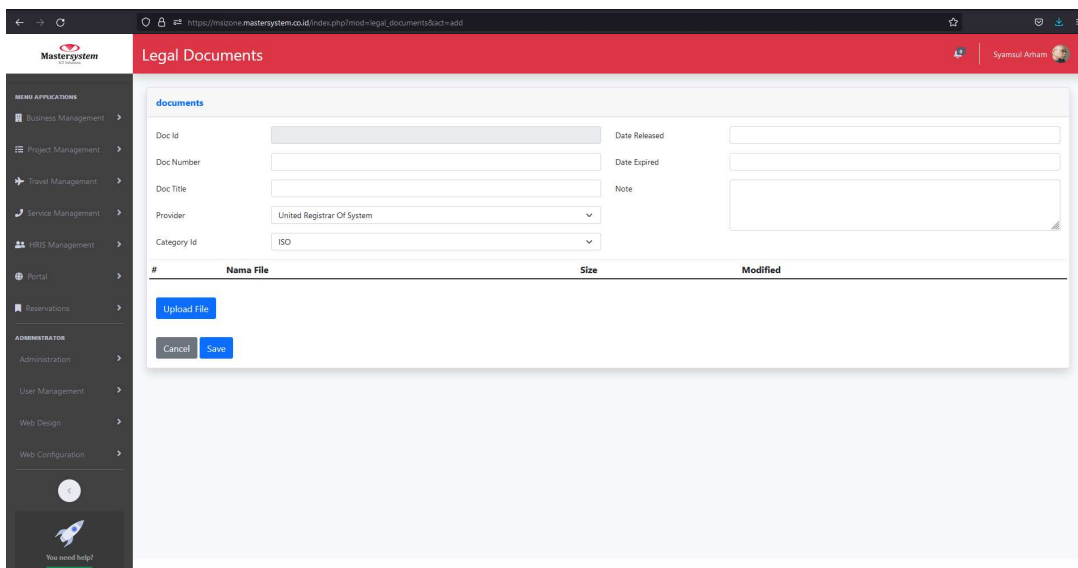 https://msizone.mastersystem.co.id/index.php?mod=legal_documents&act=add
Mastersystem
Legal Documents
Syamsul Arham
MENU APPLICATIONS
Business Management
Project Management
Travel Management
Service Management
HRIS Management
Portal
Reservations
ADMINISTRATOR
Administration
User Management
Web Design
Web Configuration
You need help?
documents
Doc Id
Doc Number
Doc Title
Provider United Registrar Of System
Category Id ISO
Date Released
Date Expired
Note
# Nama File Size Modified
Upload File
Cancel Save